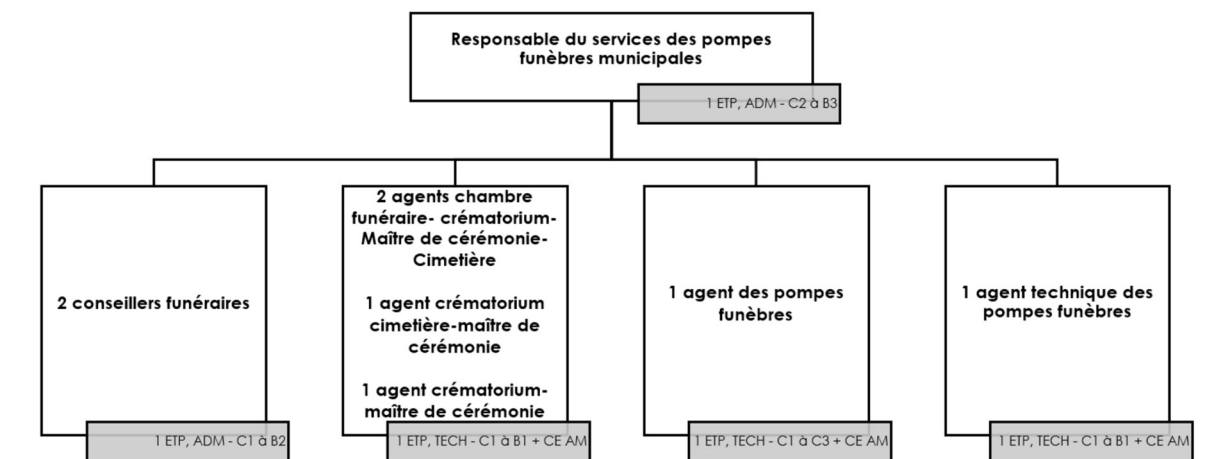 Responsable du services des pompes
funèbres municipales
1 ETP, ADM - C2 à B3
2 conseillers funéraires
1 ETP, ADM - C1 à B2
2 agents chambre
funéraire- crématorium-
Maître de cérémonie-
Cimetière
1 agent crématorium
cimetière-maître de
cérémonie
1 agent crématorium-
maître de cérémonie
1 ETP, TECH - C1 à B1 + CE AM
1 agent des pompes
funèbres
1 ETP, TECH - C1 à C3 + CE AM
1 agent technique des
pompes funèbres
1 ETP, TECH - C1 à B1 + CE AM